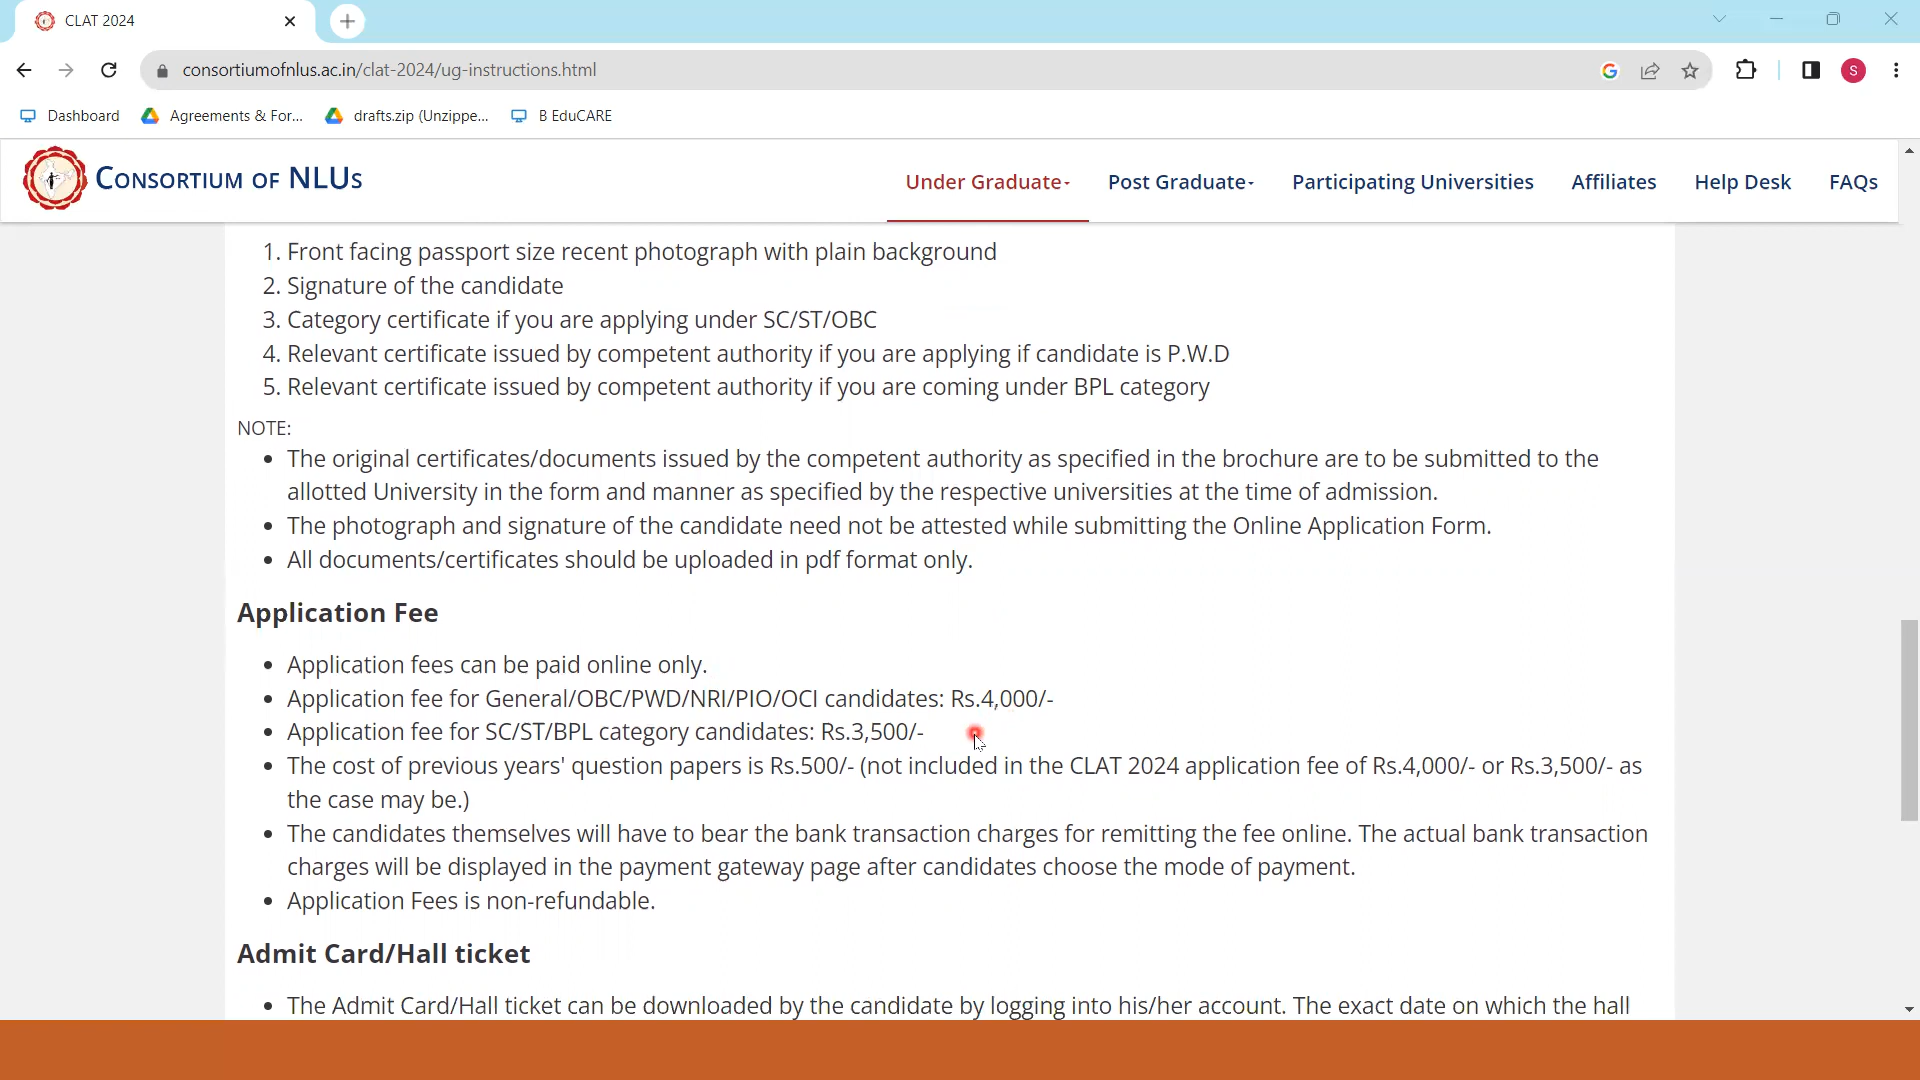 CLAT 2024
consortiumofnlus.ac.in/clat-2024/ug-instructions.html
S
Dashboard
Agreements & For...
drafts.zip (Unzippe...
B EduCARE
CONSORTIUM OF NLUS
Under Graduate
Post Graduate
Participating Universities
Affiliates
Help Desk
FAQs
1. Front facing passport size recent photograph with plain background
2. Signature of the candidate
3. Category certificate if you are applying under SC/ST/OBC
4. Relevant certificate issued by competent authority if you are applying if candidate is P.W.D
5. Relevant certificate issued by competent authority if you are coming under BPL category
NOTE:
• The original certificates/documents issued by the competent authority as specified in the brochure are to be submitted to the
allotted University in the form and manner as specified by the respective universities at the time of admission.
• The photograph and signature of the candidate need not be attested while submitting the Online Application Form.
• All documents/certificates should be uploaded in pdf format only.
Application Fee
• Application fees can be paid online only.
• Application fee for General/OBC/PWD/NRI/PIO/OCI candidates: Rs.4,000/-
• Application fee for SC/ST/BPL category candidates: Rs.3,500/-
• The cost of previous years' question papers is Rs.500/- (not included in the CLAT 2024 application fee of Rs.4,000/- or Rs.3,500/- as
the case may be.)
• The candidates themselves will have to bear the bank transaction charges for remitting the fee online. The actual bank transaction
charges will be displayed in the payment gateway page after candidates choose the mode of payment.
• Application Fees is non-refundable.
Admit Card/Hall ticket
• The Admit Card/Hall ticket can be downloaded by the candidate by logging into his/her account. The exact date on which the hall